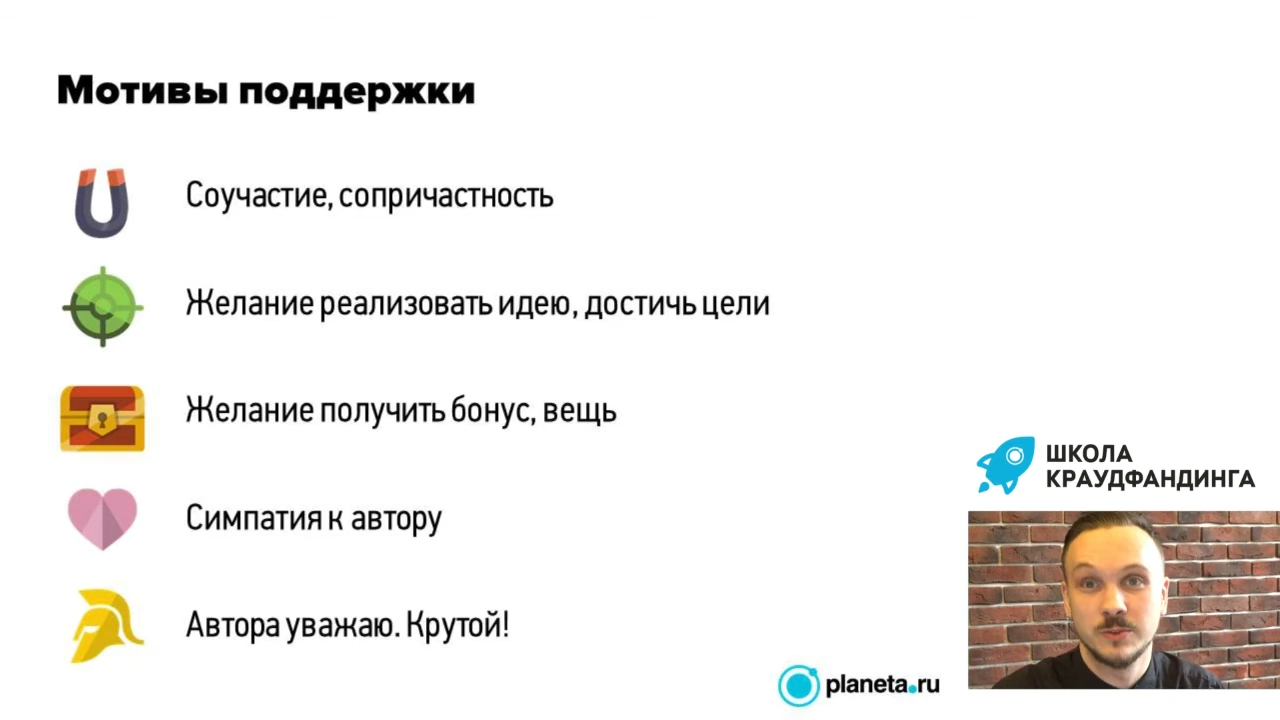 Мотивы поддержки
Соучастие, сопричастность
Желание реализовать идею, достичь цели
Желание получить бонус, вещь
Симпатия к автору
Автора уважаю. Крутой!
ШКОЛА
КРАУДФАНДИНГА
planeta.ru